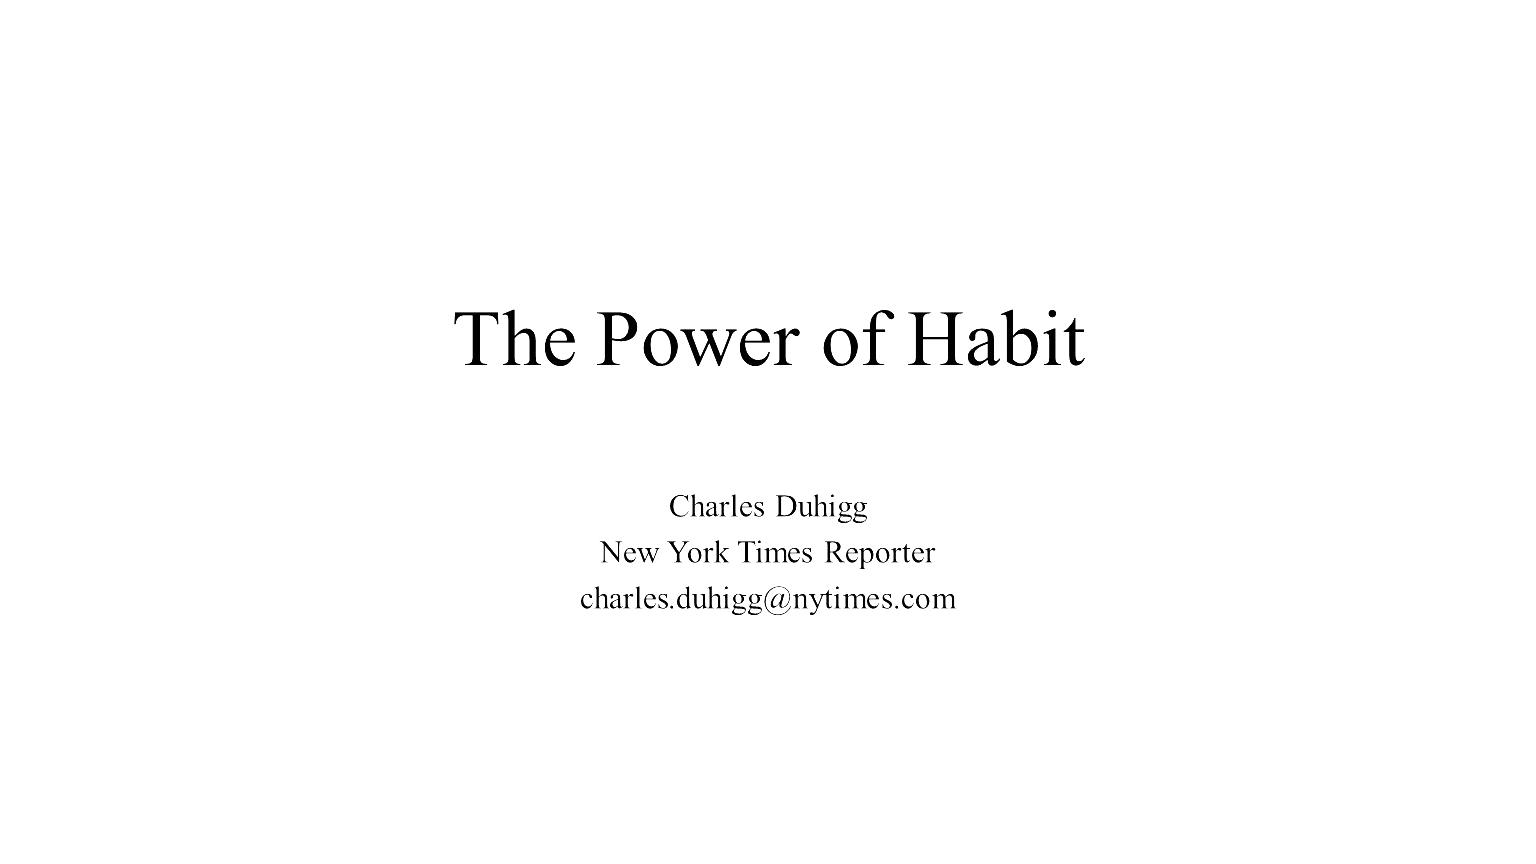 The Power of Habit
Charles Duhigg
New York Times Reporter
charles.duhigg@nytimes.com